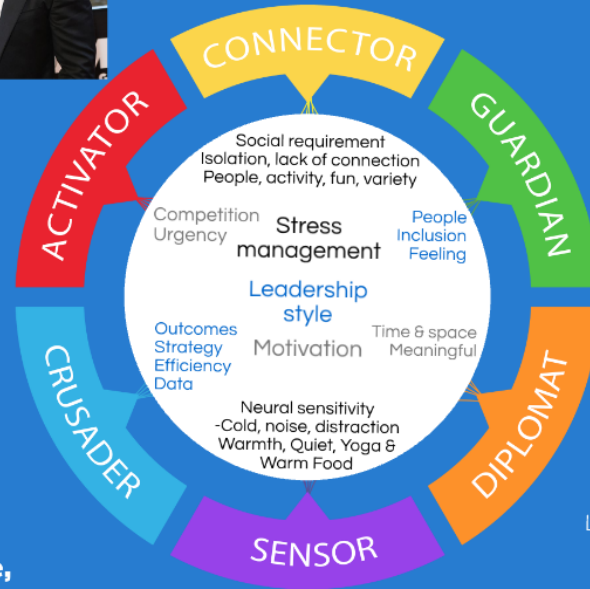 CONNECTOR
ACTIVATOR
GUARDIAN
Social requirement
Isolation, lack of connection
People, activity, fun, variety
Competition
Urgency
Stress
management
People
Inclusion
Feeling
Leadership
style
Outcomes
Strategy
Efficiency
Data
Motivation
Time & space
Meaningful
Neural sensitivity
-Cold, noise, distraction
Warmth, Quiet, Yoga &
Warm Food
CRUSADER
DIPLOMAT
SENSOR